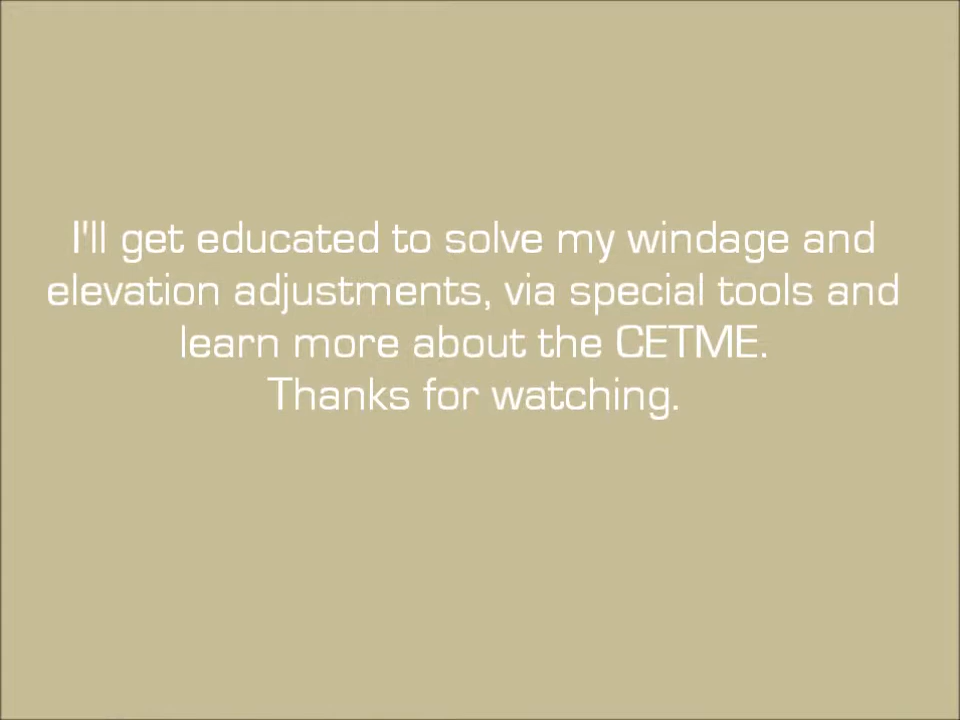 I'll get educated to solve my windage and
elevation adjustments, via special tools and
learn more about the CETME.
Thanks for watching.